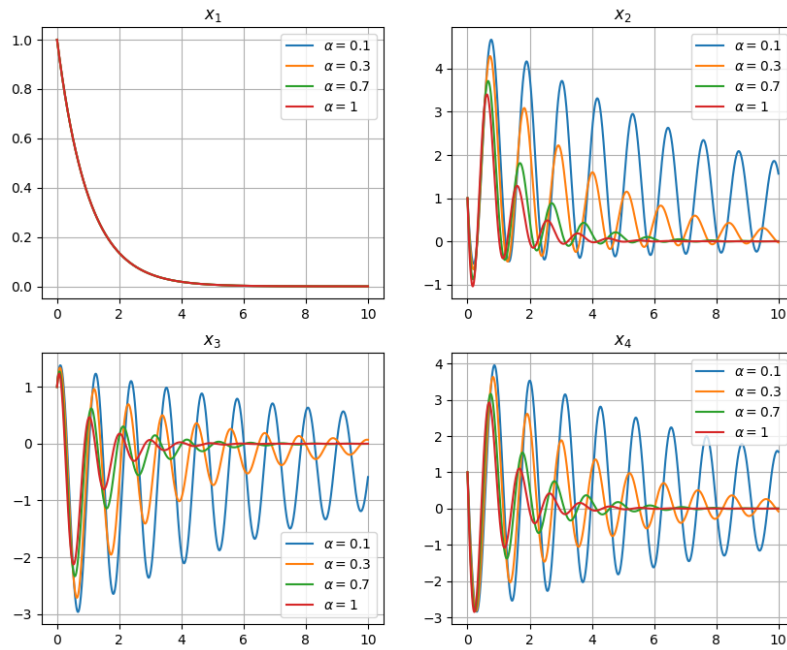 x₁
1.0
0.8
0.6
0.4
0.2
0.0
0 2 4 6 8 10
α = 0.1
α = 0.3
α = 0.7
α = 1
x₂
4
3
2
1
0
−1
0 2 4 6 8 10
α = 0.1
α = 0.3
α = 0.7
α = 1
x₃
1
0
−1
−2
−3
0 2 4 6 8 10
α = 0.1
α = 0.3
α = 0.7
α = 1
x₄
4
3
2
1
0
−1
−2
−3
0 2 4 6 8 10
α = 0.1
α = 0.3
α = 0.7
α = 1